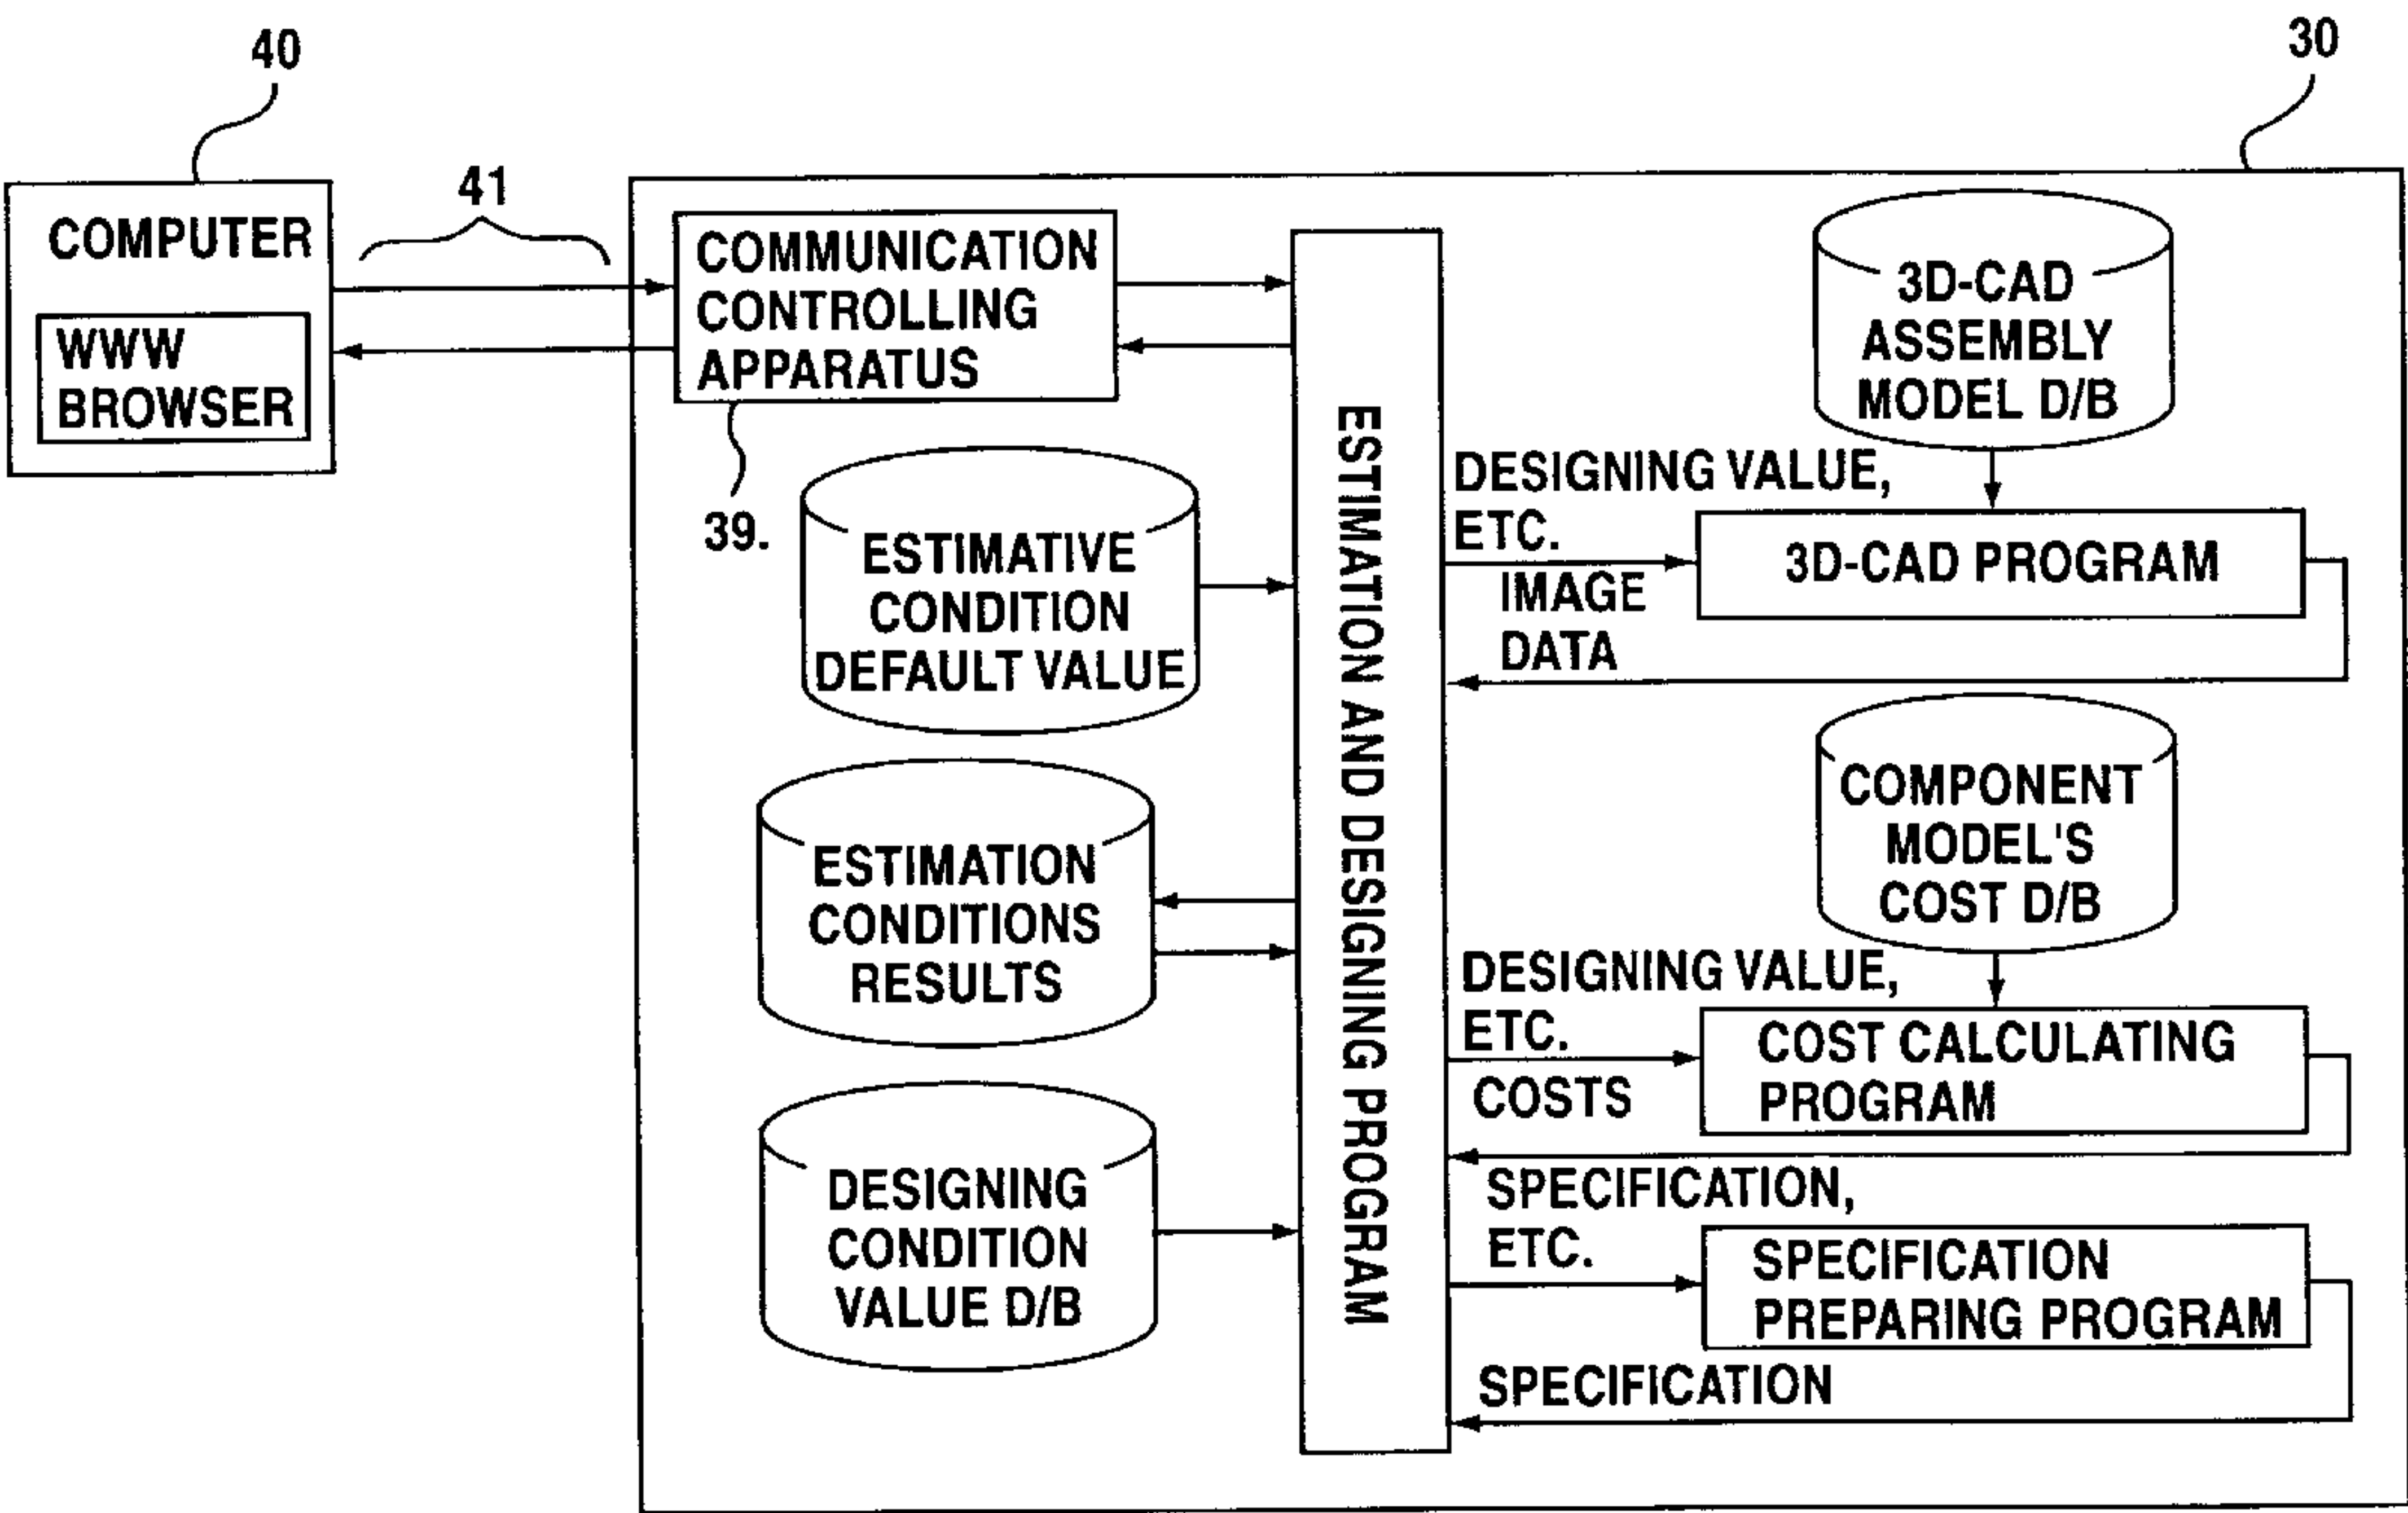 40
30
41
COMPUTER
WWW
BROWSER
COMMUNICATION
CONTROLLING
APPARATUS
39.
ESTIMATIVE
CONDITION
DEFAULT VALUE
ESTIMATION
CONDITIONS
RESULTS
DESIGNING
CONDITION
VALUE D/B
ESTIMATION AND DESIGNING PROGRAM
3D-CAD
ASSEMBLY
MODEL D/B
DESIGNING VALUE,
ETC.
3D-CAD PROGRAM
IMAGE
DATA
COMPONENT
MODEL'S
COST D/B
DESIGNING VALUE,
ETC.
COST CALCULATING
PROGRAM
COSTS
SPECIFICATION,
ETC.
SPECIFICATION
PREPARING PROGRAM
SPECIFICATION